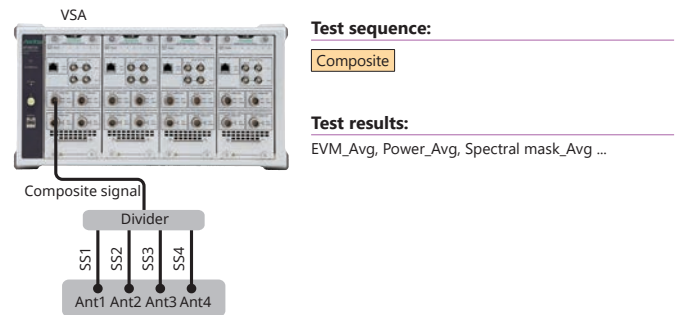 VSA
Test sequence:
Composite
Test results:
EVM_Avg, Power_Avg, Spectral mask_Avg ...
Composite signal
Divider
SS1
SS2
SS3
SS4
Ant1 Ant2 Ant3 Ant4